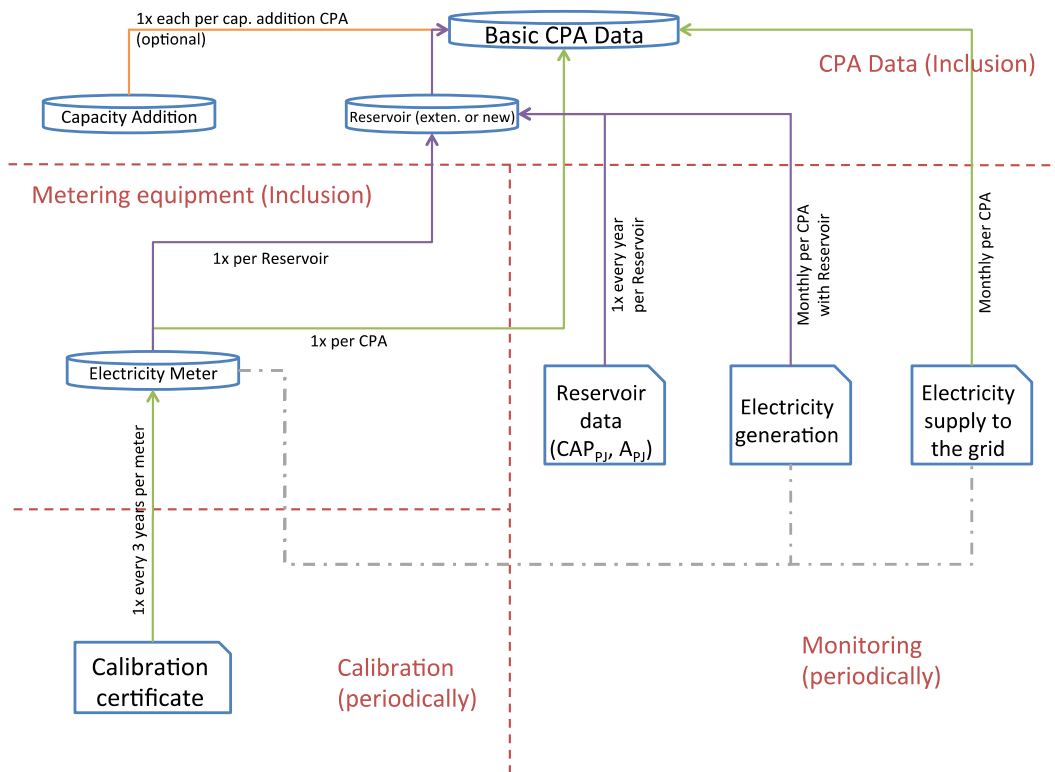 1x each per cap. addition CPA
(optional)
Basic CPA Data
CPA Data (Inclusion)
Capacity Addition
Reservoir (exten. or new)
Metering equipment (Inclusion)
1x per Reservoir
1x every year
per Reservoir
Monthly per CPA
with Reservoir
Monthly per CPA
1x per CPA
Electricity Meter
Reservoir
data
(CAP_PJ, A_PJ)
Electricity
generation
Electricity
supply to
the grid
1x every 3 years per meter
Calibration
certificate
Calibration
(periodically)
Monitoring
(periodically)